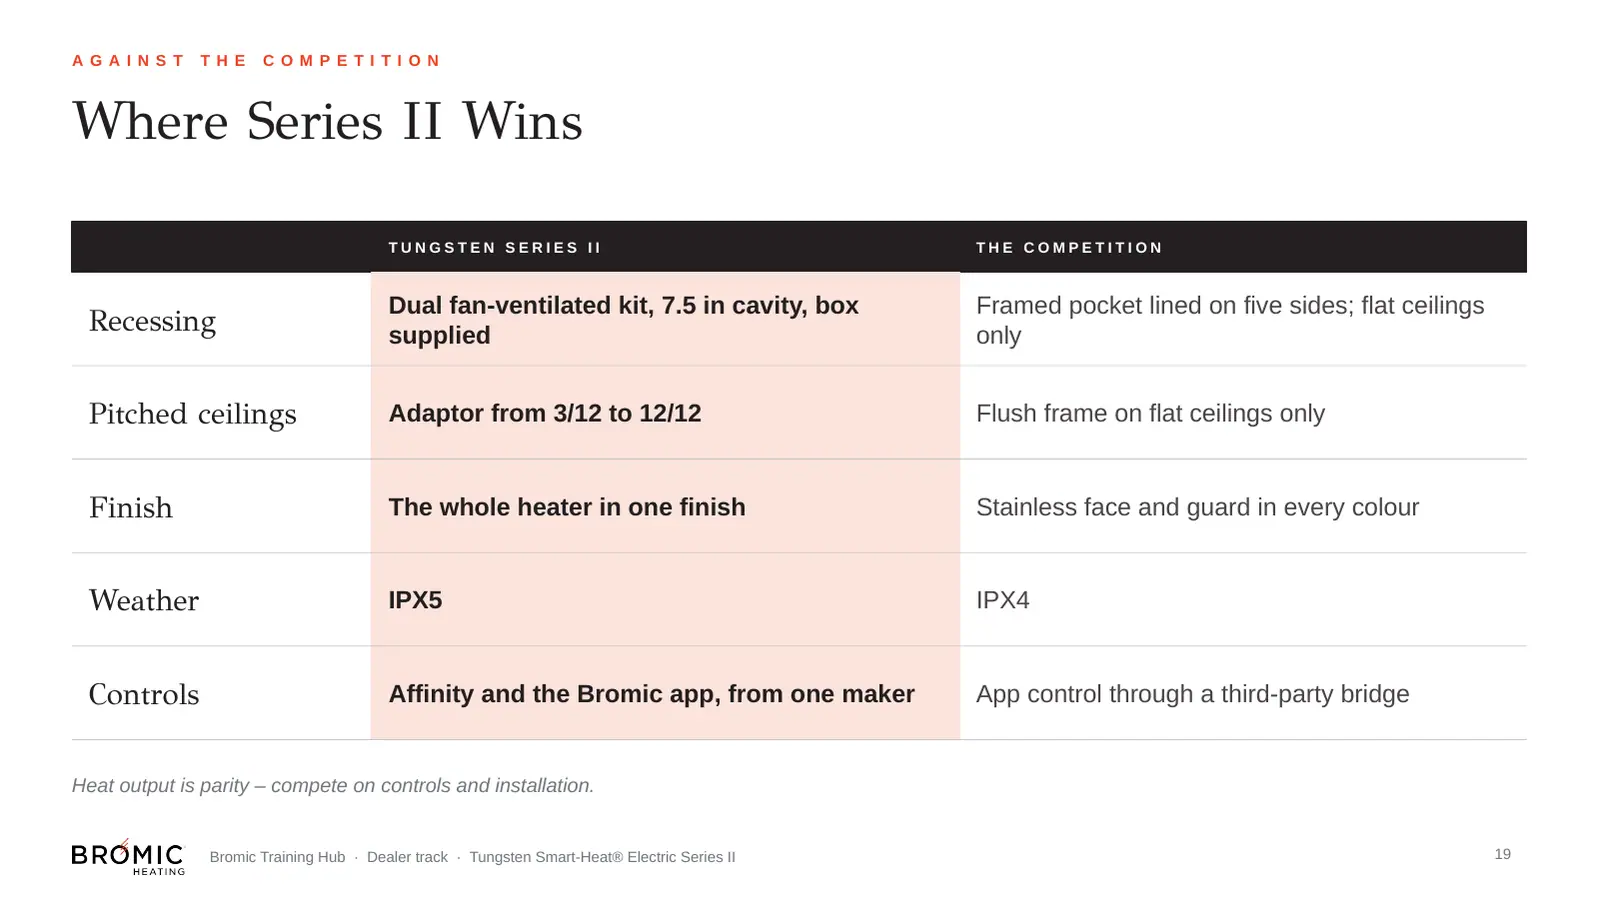 AGAINST THE COMPETITION
Where Series II Wins
TUNGSTEN SERIES II
THE COMPETITION
Recessing
Dual fan-ventilated kit, 7.5 in cavity, box
supplied
Framed pocket lined on five sides; flat ceilings
only
Pitched ceilings
Adaptor from 3/12 to 12/12
Flush frame on flat ceilings only
Finish
The whole heater in one finish
Stainless face and guard in every colour
Weather
IPX5
IPX4
Controls
Affinity and the Bromic app, from one maker
App control through a third-party bridge
Heat output is parity – compete on controls and installation.
BROMIC
HEATING
Bromic Training Hub · Dealer track · Tungsten Smart-Heat® Electric Series II
19